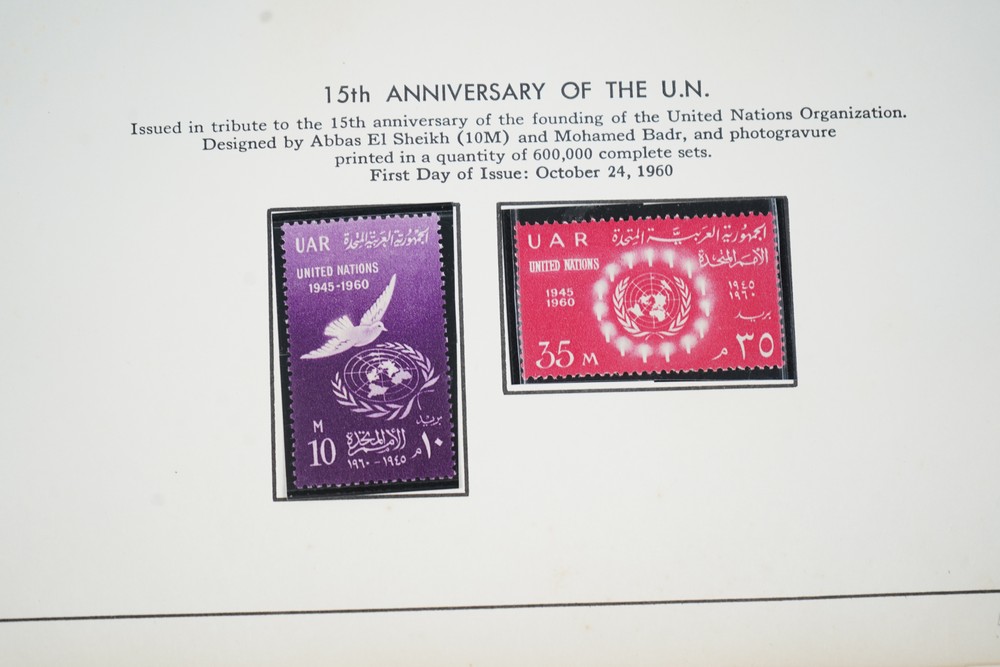 15th ANNIVERSARY OF THE U.N.
Issued in tribute to the 15th anniversary of the founding of the United Nations Organization.
Designed by Abbas El Sheikh (10M) and Mohamed Badr, and photogravure
printed in a quantity of 600,000 complete sets.
First Day of Issue: October 24, 1960
UAR الجمهورية العربية المتحدة
UNITED NATIONS
1945-1960
بريد
M
10
الأمم المتحدة
١٩٤٥ - ١٩٦٠
١٠ م
UAR الجمهورية العربية المتحدة
UNITED NATIONS
الأمم المتحدة
1945
1960
١٩٤٥
١٩٦٠
بريد
35 M
٣٥ م